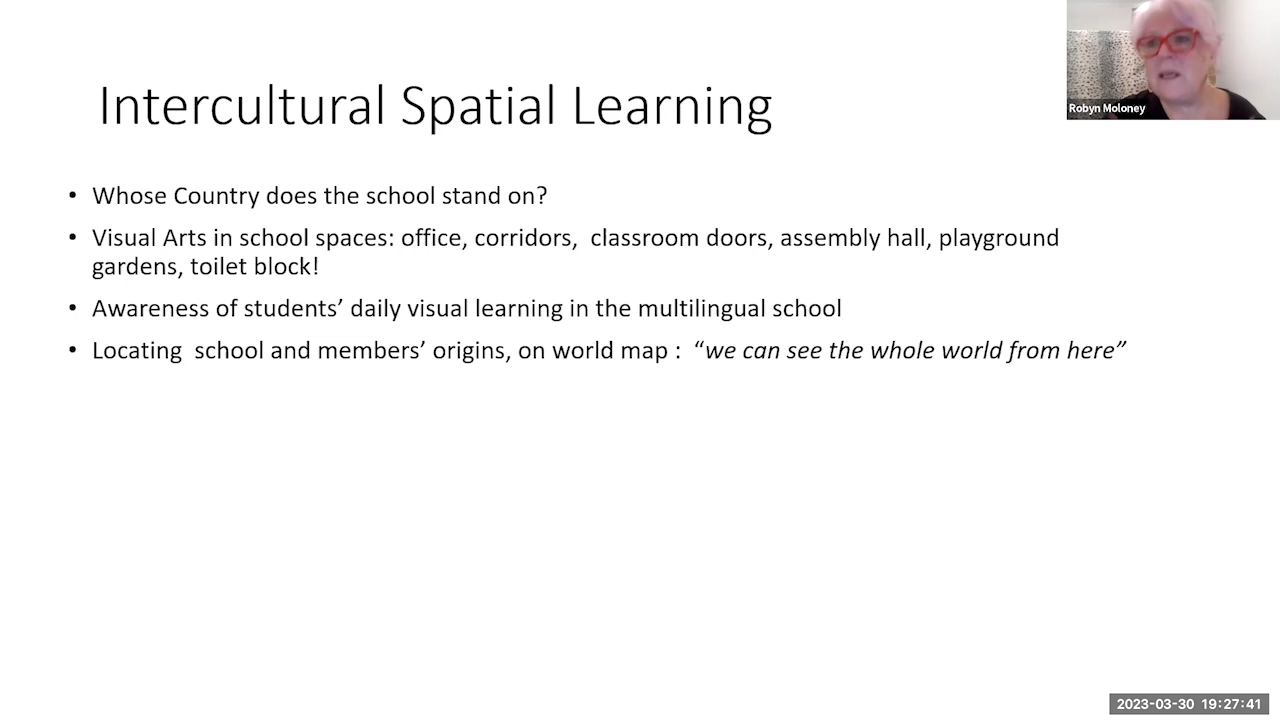 Intercultural Spatial Learning
Robyn Moloney
• Whose Country does the school stand on?
• Visual Arts in school spaces: office, corridors,  classroom doors, assembly hall, playground
gardens, toilet block!
• Awareness of students’ daily visual learning in the multilingual school
• Locating  school and members’ origins, on world map :  “we can see the whole world from here”
2023-03-30  19:27:41